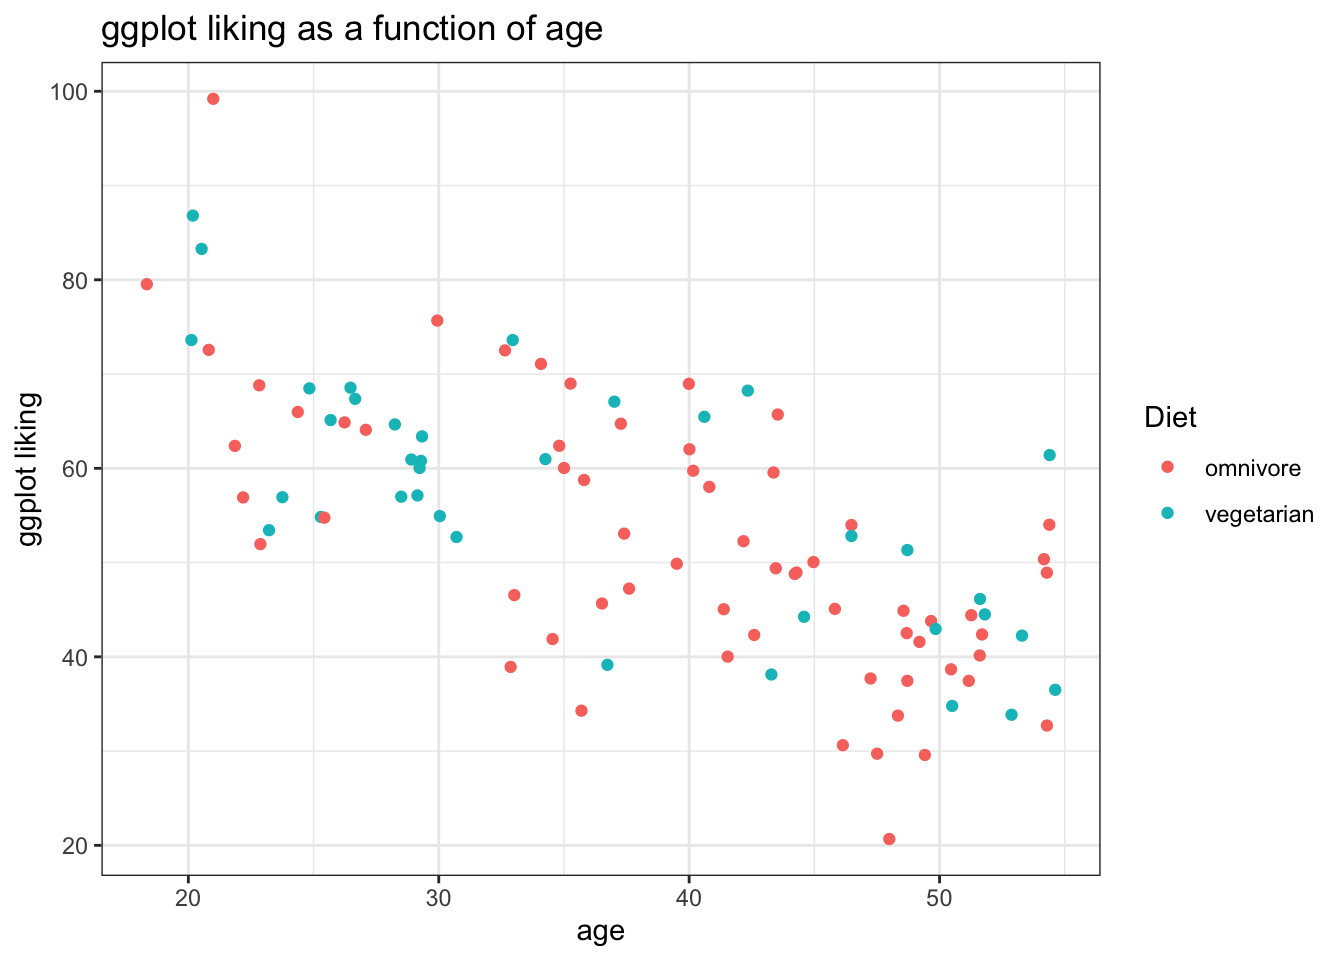 ggplot liking as a function of age
100
80
60
40
20
ggplot liking
20 30 40 50
age
Diet
omnivore
vegetarian